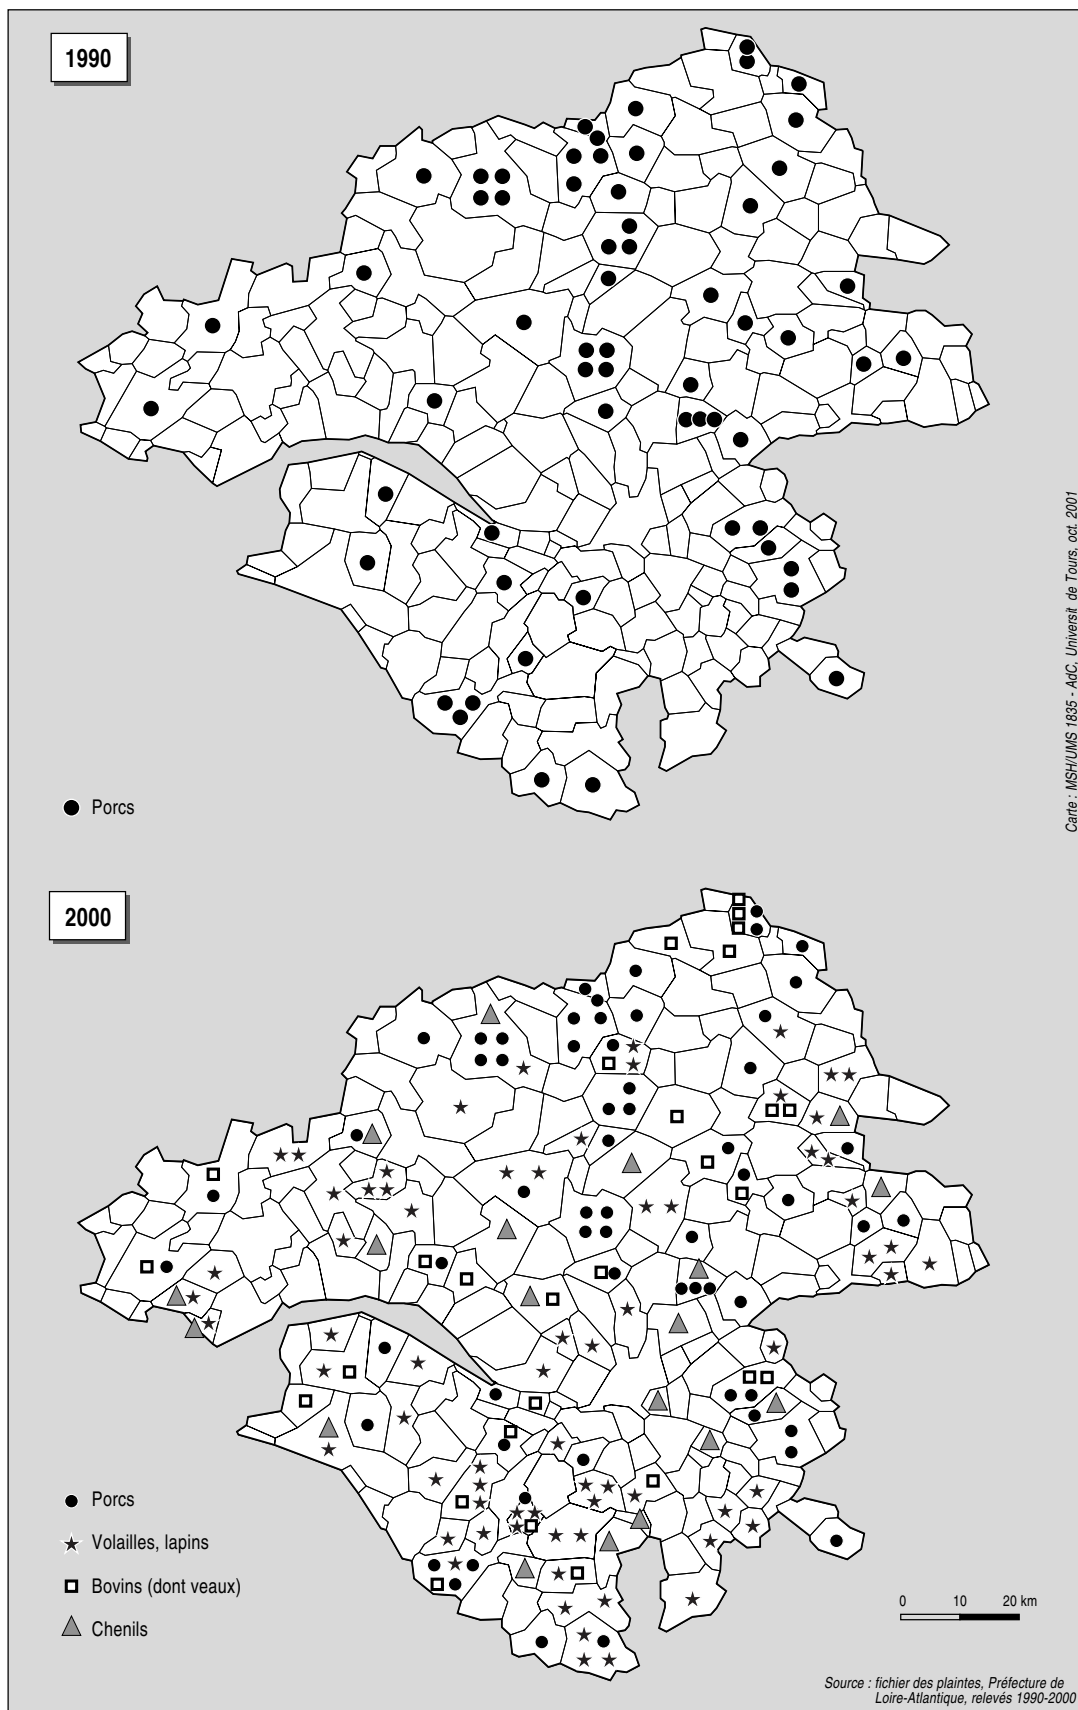 1990
Porcs
Carte : MSH/UMS 1835 - AdC, Universit de Tours, oct. 2001
2000
Porcs
Volailles, lapins
Bovins (dont veaux)
Chenils
0 10 20 km
Source : fichier des plaintes, Préfecture de
Loire-Atlantique, relevés 1990-2000